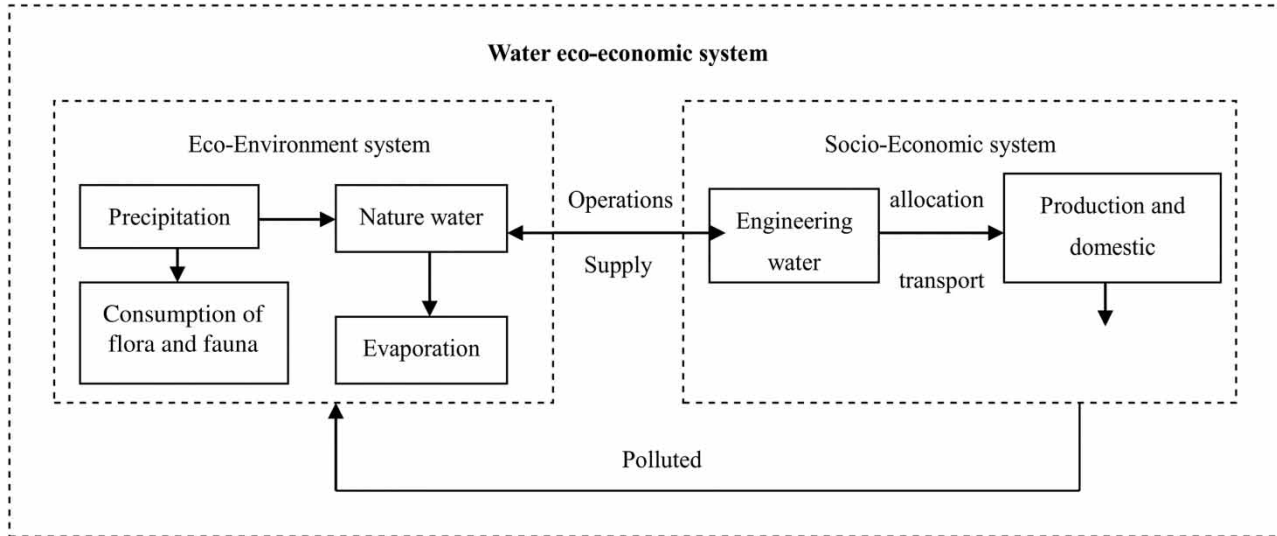 Water eco-economic system
Eco-Environment system
Precipitation
Nature water
Consumption of
flora and fauna
Evaporation
Operations
Supply
Socio-Economic system
Engineering
water
allocation
transport
Production and
domestic
Polluted